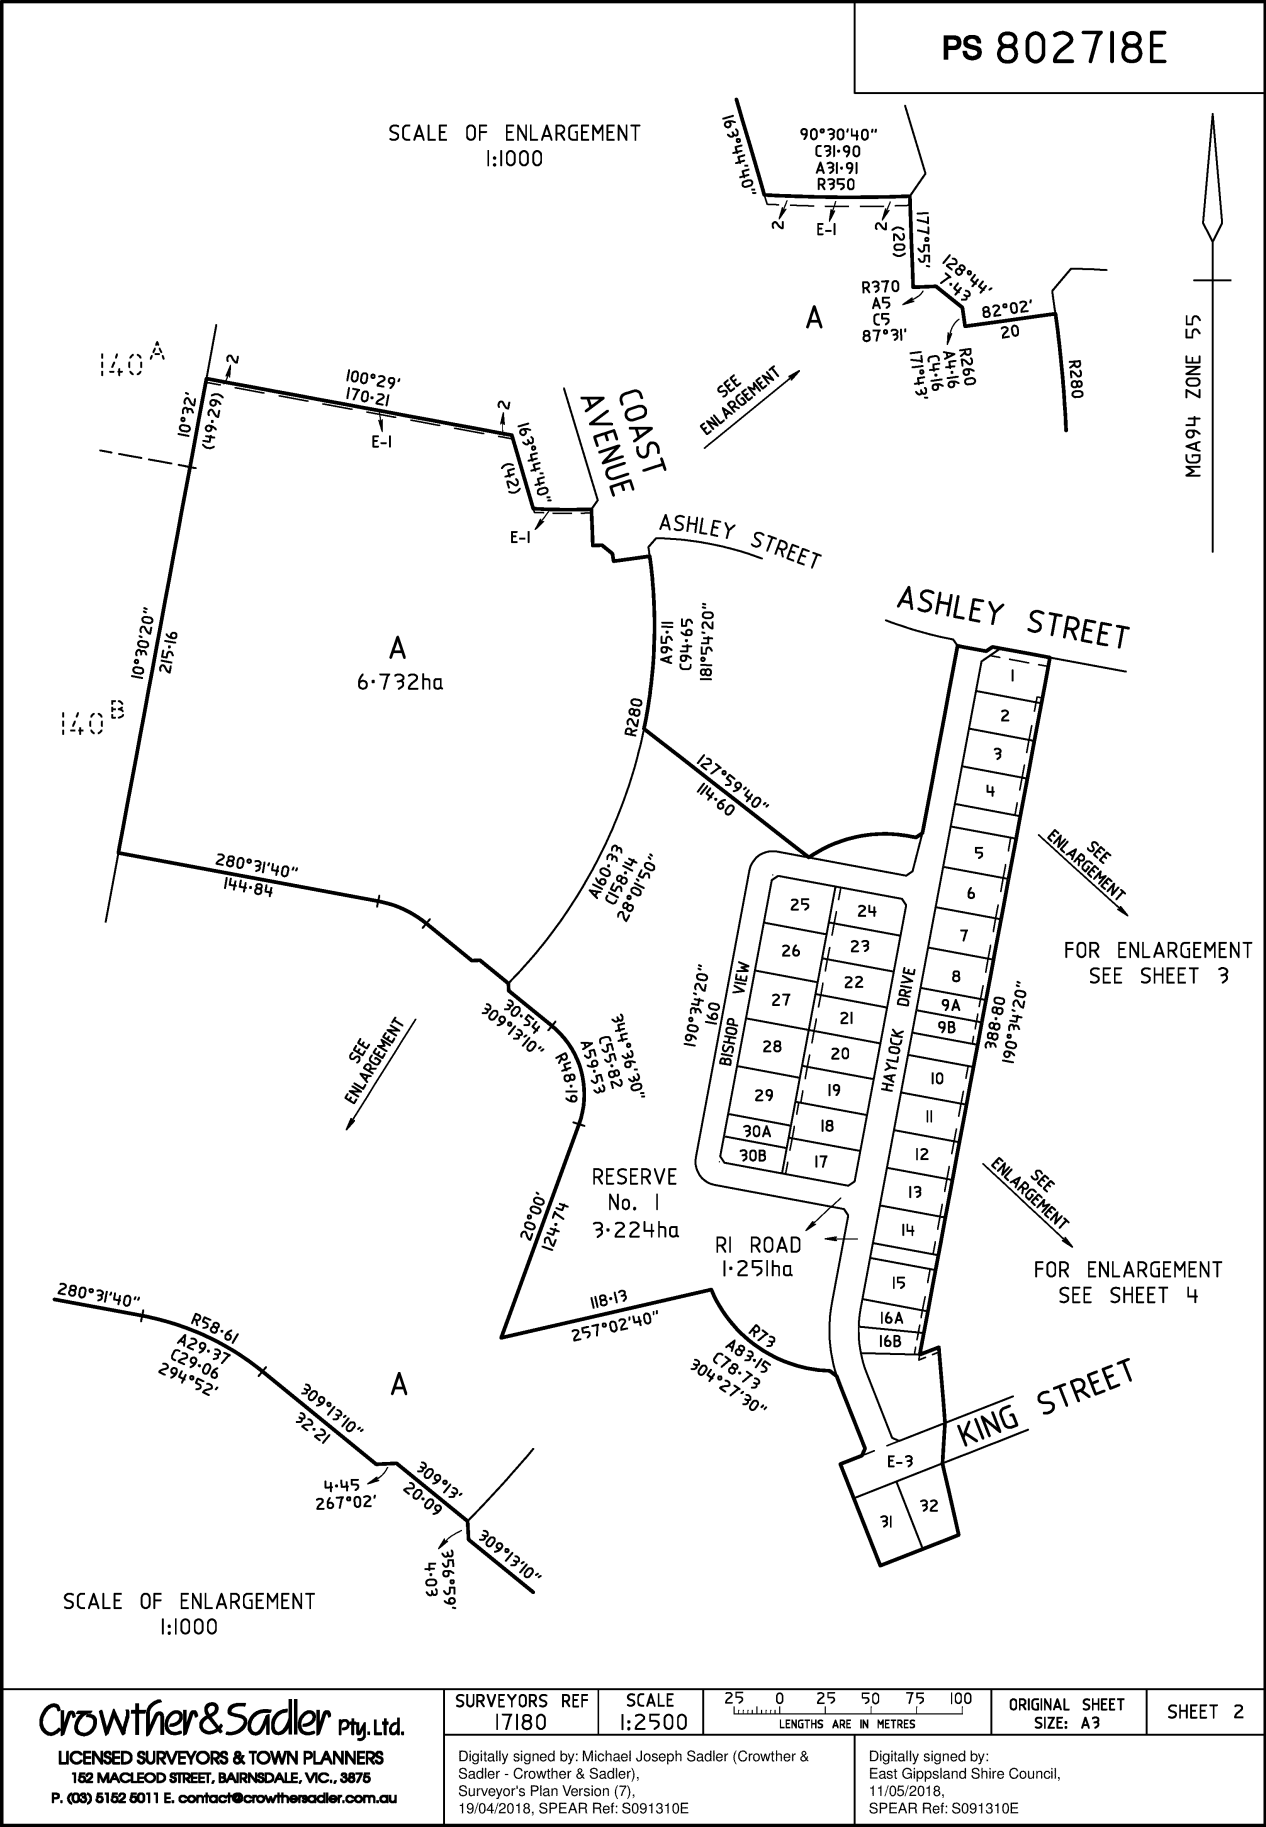 PS 802718E
SCALE OF ENLARGEMENT
1:1000
163°44'40"
90°30'40"
C31·90
A31·91
R350
2
E-1
2
177°55'
(20)
128°44'
7·43
R370
A5
C5
87°31'
82°02'
20
R260
A4·16
C4·16
171°43'
R280
A
SEE
ENLARGEMENT
MGA94 ZONE 55
140A
2
10°32'
(49·29)
100°29'
170·21
E-1
2
163°44'40"
(42)
E-1
COAST
AVENUE
ASHLEY STREET
ASHLEY STREET
10°30'20"
215·16
A
6·732ha
140B
A95·11
C94·65
181°54'20"
R280
127°59'40"
114·60
280°31'40"
144·84
A160·33
C158·14
28°01'50"
1
2
3
4
5
6
7
8
9A
9B
10
11
12
13
14
15
16A
16B
25
26
27
28
29
30A
30B
24
23
22
21
20
19
18
17
BISHOP VIEW
190°34'20"
160
HAYLOCK DRIVE
388·80
190°34'20"
SEE
ENLARGEMENT
FOR ENLARGEMENT
SEE SHEET 3
SEE
ENLARGEMENT
FOR ENLARGEMENT
SEE SHEET 4
30·54
309°13'10"
344°36'30"
C55·82
A59·53
R48·19
SEE
ENLARGEMENT
20°00'
124·74
RESERVE
No. 1
3·224ha
R1 ROAD
1·251ha
118·13
257°02'40"
R73
A83·15
C78·73
304°27'30"
KING STREET
E-3
31
32
280°31'40"
R58·61
A29·37
C29·06
294°52'
A
309°13'10"
32·21
4·45
267°02'
309°13'
20·09
356°59'
4·03
309°13'10"
SCALE OF ENLARGEMENT
1:1000
Crowther & Sadler Pty.Ltd.
LICENSED SURVEYORS & TOWN PLANNERS
152 MACLEOD STREET, BAIRNSDALE, VIC., 3875
P. (03) 5152 5011 E. contact@crowthersadler.com.au
SURVEYORS REF
17180
SCALE
1:2500
25 0 25 50 75 100
LENGTHS ARE IN METRES
ORIGINAL SHEET
SIZE: A3
SHEET 2
Digitally signed by: Michael Joseph Sadler (Crowther &
Sadler - Crowther & Sadler),
Surveyor's Plan Version (7),
19/04/2018, SPEAR Ref: S091310E
Digitally signed by:
East Gippsland Shire Council,
11/05/2018,
SPEAR Ref: S091310E